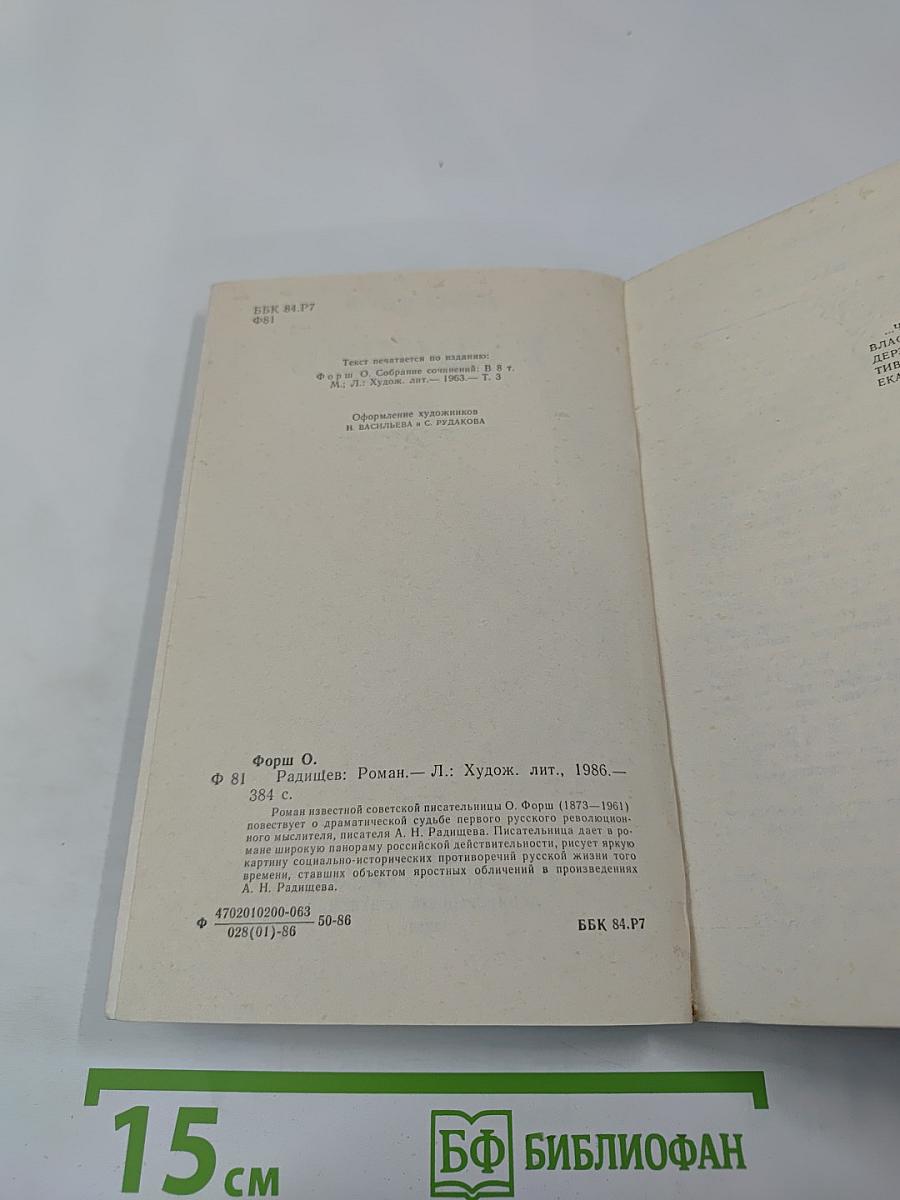 ББК 84.Р7
Ф81
Текст печатается по изданию:
Форш О. Собрание сочинений: В 8 т.
М.; Л.: Худож. лит.— 1963.— Т. 3
Оформление художников
Н. ВАСИЛЬЕВА и С. РУДАКОВА
Форш О.
Ф 81 Радищев: Роман.— Л.: Худож. лит., 1986.—
384 с.
Роман известной советской писательницы О. Форш (1873—1961)
повествует о драматической судьбе первого русского революцион-
ного мыслителя, писателя А. Н. Радищева. Писательница дает в ро-
мане широкую панораму российской действительности, рисует яркую
картину социально-исторических противоречий русской жизни того
времени, ставших объектом яростных обличений в произведениях
А. Н. Радищева.
Ф 4702010200-063
028(01)-86
50-86
ББК 84.Р7
...Ч
ВЛАС
ДЕРЖ
ТИВ
ЕКА
15 см
БФ БИБЛИОФАН